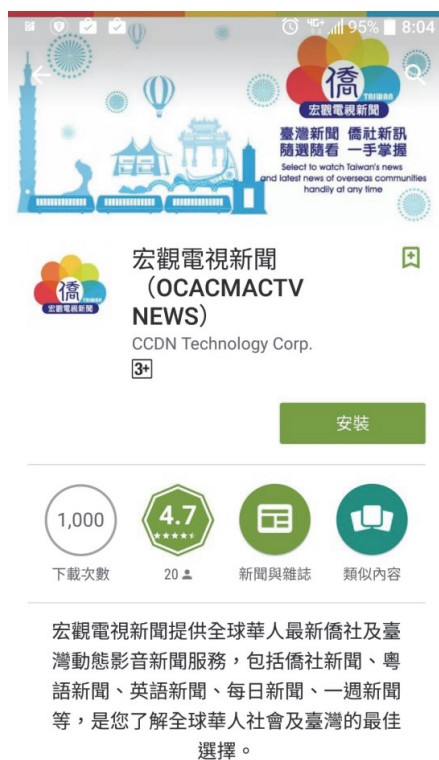 4G+ 95% 8:04
僑
TAIWAN
宏觀電視新聞
臺灣新聞 僑社新訊
隨選隨看 一手掌握
Select to watch Taiwan's news
and latest news of overseas communities
handily at any time
僑
TAIWAN
宏觀電視新聞
宏觀電視新聞
（OCACMACTV
NEWS）
CCDN Technology Corp.
3+
安裝
1,000
4.7
下載次數
20
新聞與雜誌
類似內容
宏觀電視新聞提供全球華人最新僑社及臺
灣動態影音新聞服務，包括僑社新聞、粵
語新聞、英語新聞、每日新聞、一週新聞
等，是您了解全球華人社會及臺灣的最佳
選擇。